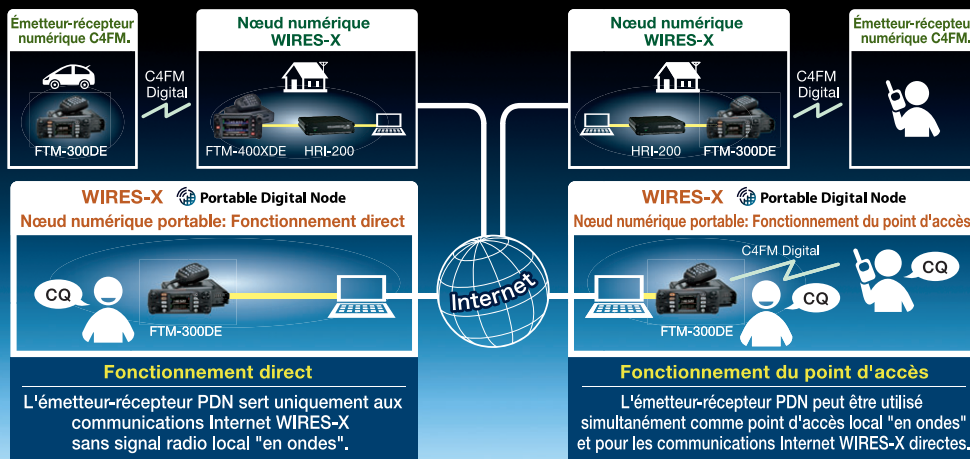 Émetteur-récepteur
numérique C4FM.
C4FM
Digital
FTM-300DE
Nœud numérique
WIRES-X
FTM-400XDE
HRI-200
Nœud numérique
WIRES-X
HRI-200
FTM-300DE
C4FM
Digital
Émetteur-récepteur
numérique C4FM.
WIRES-X Portable Digital Node
Nœud numérique portable: Fonctionnement direct
CQ
FTM-300DE
Fonctionnement direct
L'émetteur-récepteur PDN sert uniquement aux
communications Internet WIRES-X
sans signal radio local "en ondes".
Internet
WIRES-X Portable Digital Node
Nœud numérique portable: Fonctionnement du point d'accès
C4FM Digital
CQ
CQ
FTM-300DE
Fonctionnement du point d'accès
L'émetteur-récepteur PDN peut être utilisé
simultanément comme point d'accès local "en ondes"
et pour les communications Internet WIRES-X directes.